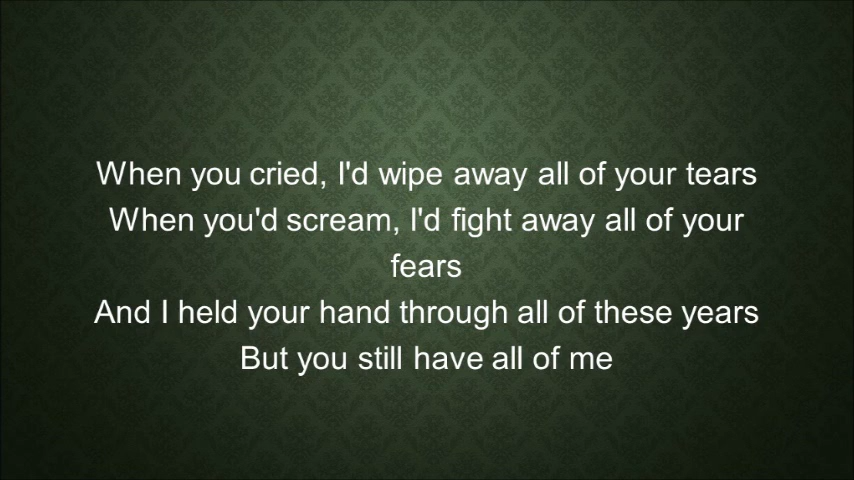 When you cried, I'd wipe away all of your tears
When you'd scream, I'd fight away all of your
fears
And I held your hand through all of these years
But you still have all of me